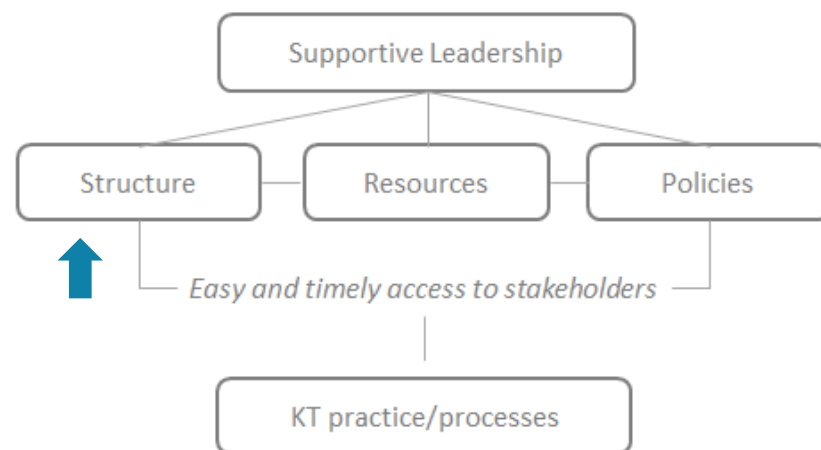 Supportive Leadership
Structure
Resources
Policies
Easy and timely access to stakeholders
KT practice/processes